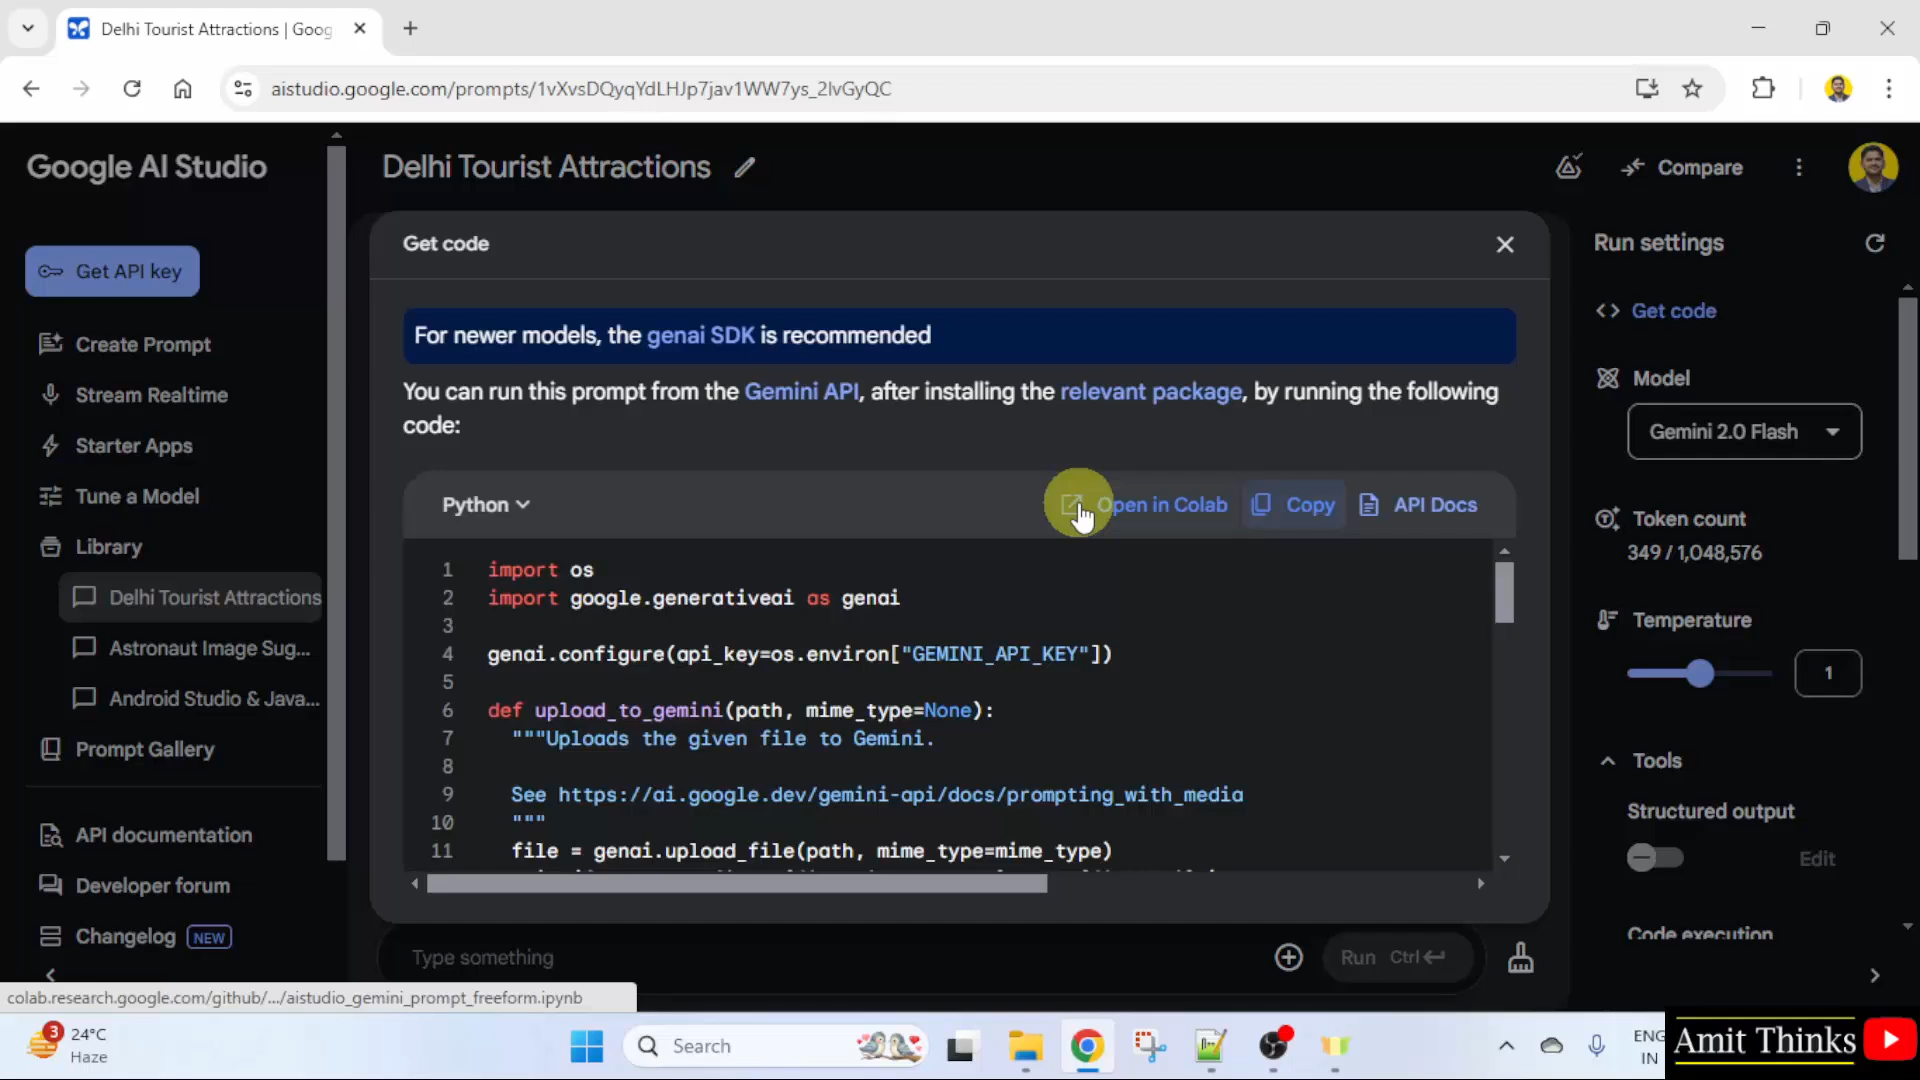 Delhi Tourist Attractions | Goog
aistudio.google.com/prompts/1vXvsDQyqYdLHJp7jav1WW7ys_2lvGyQC
Google AI Studio
Delhi Tourist Attractions
Compare
Get API key
Create Prompt
Stream Realtime
Starter Apps
Tune a Model
Library
Delhi Tourist Attractions
Astronaut Image Sug...
Android Studio & Java...
Prompt Gallery
API documentation
Developer forum
Changelog NEW
Get code
For newer models, the genai SDK is recommended
You can run this prompt from the Gemini API, after installing the relevant package, by running the following
code:
Python
Open in Colab
Copy
API Docs
1 import os
2 import google.generativeai as genai
3
4 genai.configure(api_key=os.environ["GEMINI_API_KEY"])
5
6 def upload_to_gemini(path, mime_type=None):
7 """Uploads the given file to Gemini.
8
9 See https://ai.google.dev/gemini-api/docs/prompting_with_media
10 """
11 file = genai.upload_file(path, mime_type=mime_type)
Type something
Run Ctrl
Run settings
Get code
Model
Gemini 2.0 Flash
Token count
349 / 1,048,576
Temperature
1
Tools
Structured output
Edit
Code execution
colab.research.google.com/github/.../aistudio_gemini_prompt_freeform.ipynb
3
24°C
Haze
Search
ENG
IN
Amit Thinks